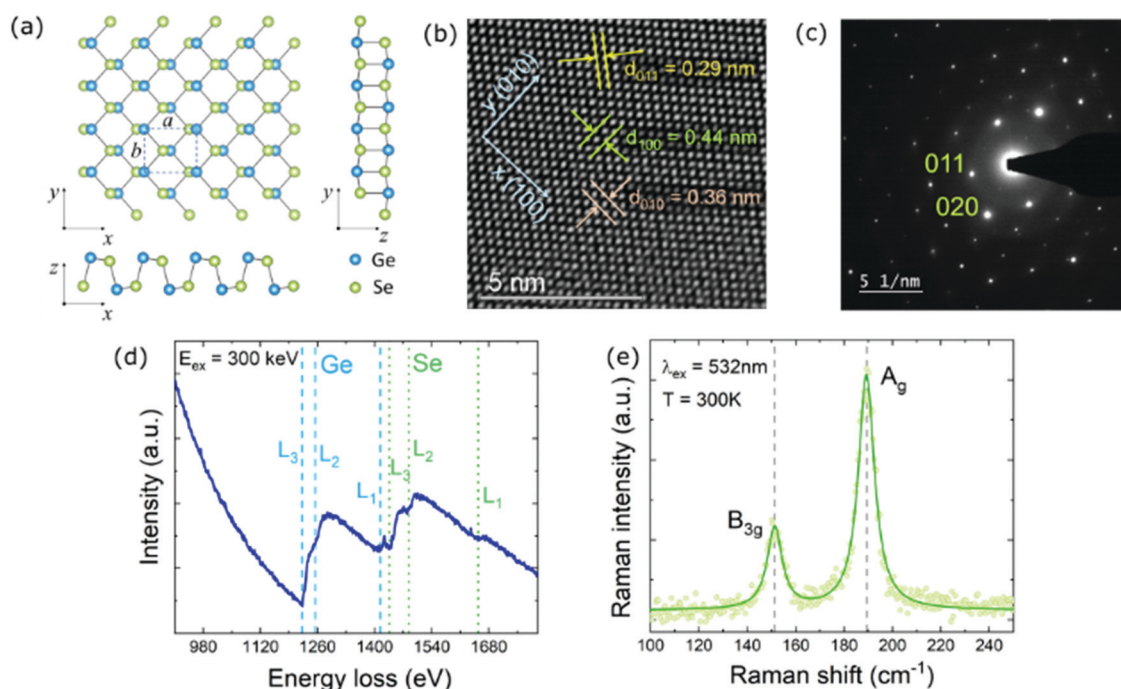 (a)
a
b
y
x
y
z
z
x
Ge
Se
(b)
d011 = 0.29 nm
y (010)
d100 = 0.44 nm
x (100)
d010 = 0.36 nm
5 nm
(c)
011
020
5 1/nm
(d)
Eex = 300 keV
Ge
Se
L3
L2
L1
L3
L2
L1
Intensity (a.u.)
980
1120
1260
1400
1540
1680
Energy loss (eV)
(e)
λex = 532nm
T = 300K
Ag
B3g
Raman intensity (a.u.)
100
120
140
160
180
200
220
240
Raman shift (cm⁻¹)